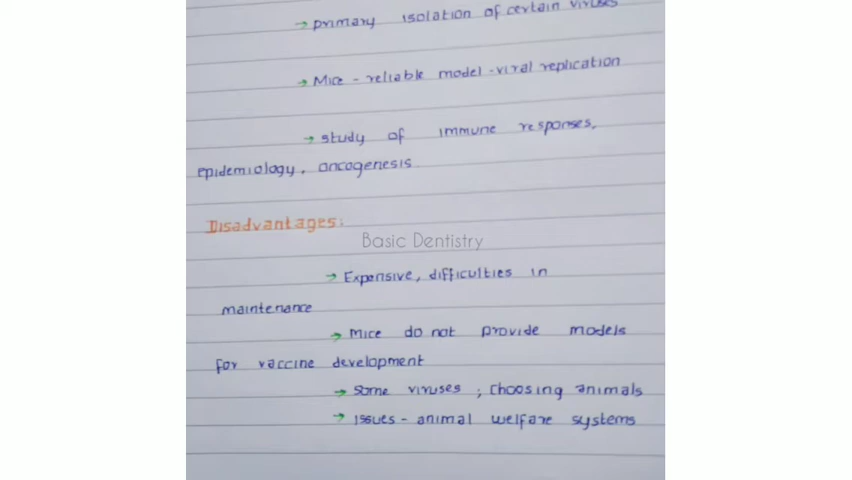 → primary isolation of certain viruses
→ Mice - reliable model - viral replication
→ study of immune responses,
epidemiology, oncogenesis
Disadvantages:
Basic Dentistry
→ Expensive, difficulties in
maintenance
→ Mice do not provide models
for vaccine development
→ Some viruses ; choosing animals
→ Issues - animal welfare systems